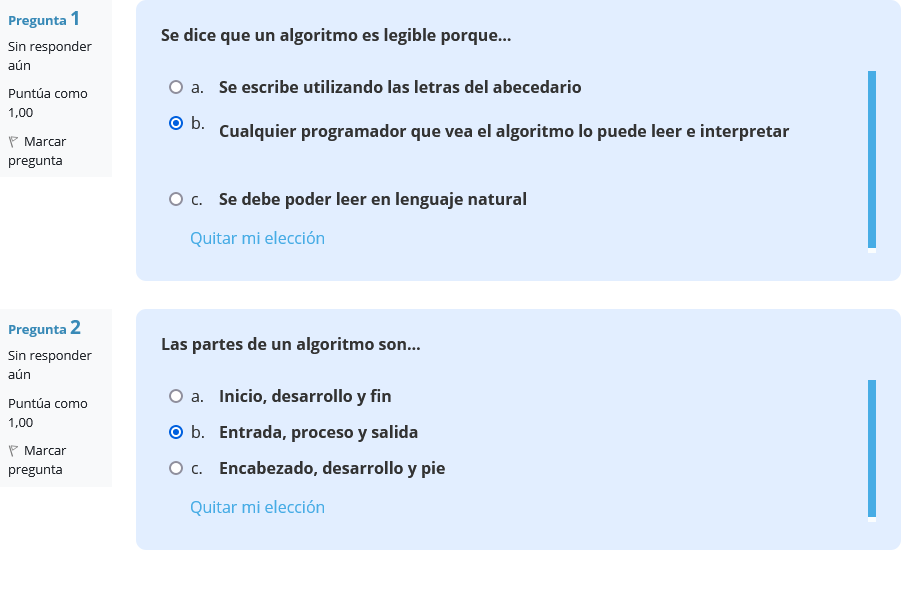 Pregunta 1
Sin responder
aún
Puntúa como
1,00
Marcar
pregunta
Se dice que un algoritmo es legible porque...
a. Se escribe utilizando las letras del abecedario
b. Cualquier programador que vea el algoritmo lo puede leer e interpretar
c. Se debe poder leer en lenguaje natural
Quitar mi elección
Pregunta 2
Sin responder
aún
Puntúa como
1,00
Marcar
pregunta
Las partes de un algoritmo son...
a. Inicio, desarrollo y fin
b. Entrada, proceso y salida
c. Encabezado, desarrollo y pie
Quitar mi elección